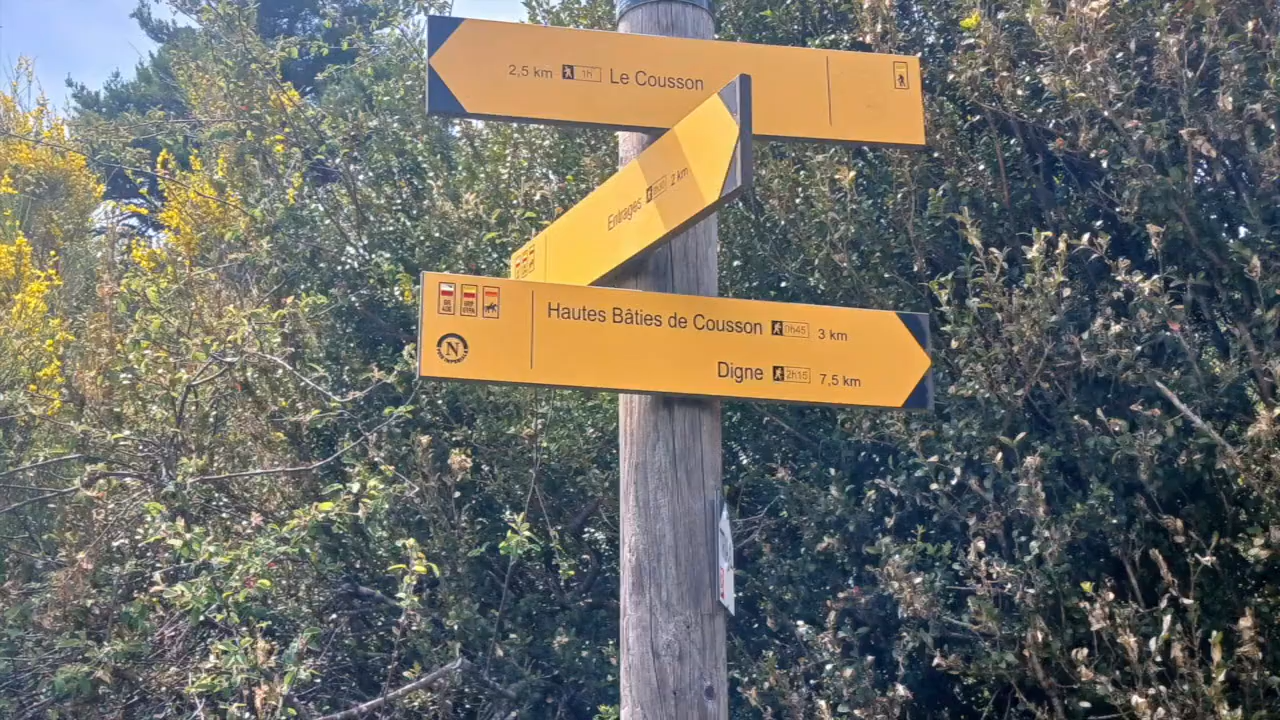 2,5 km 1h Le Cousson
Entrages 0h30 2 km
Hautes Bâties de Cousson 0h45 3 km
N
Digne 2h15 7,5 km